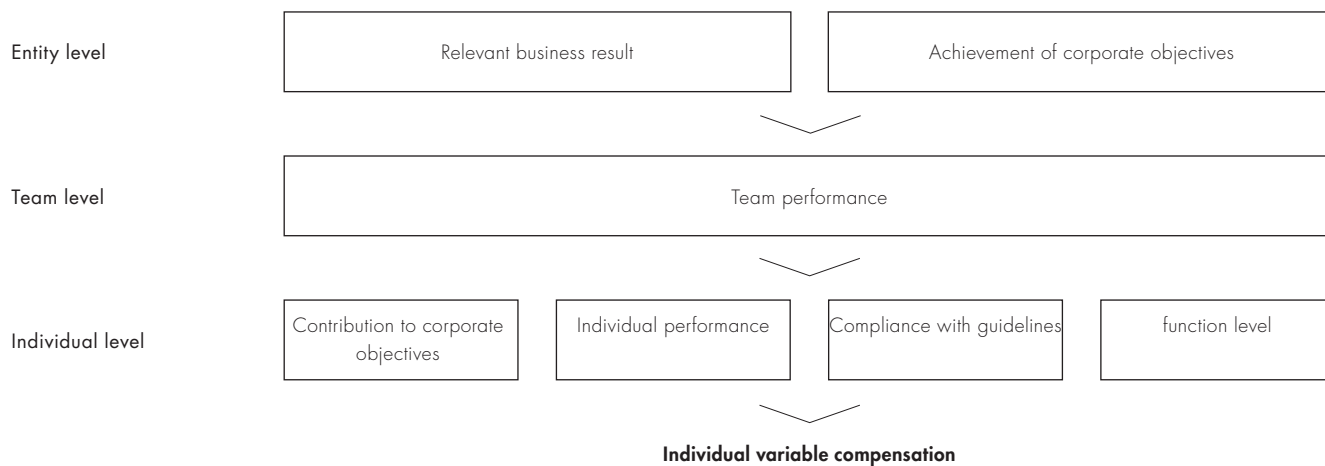 Entity level
Relevant business result
Achievement of corporate objectives
Team level
Team performance
Individual level
Contribution to corporate
objectives
Individual performance
Compliance with guidelines
function level
Individual variable compensation